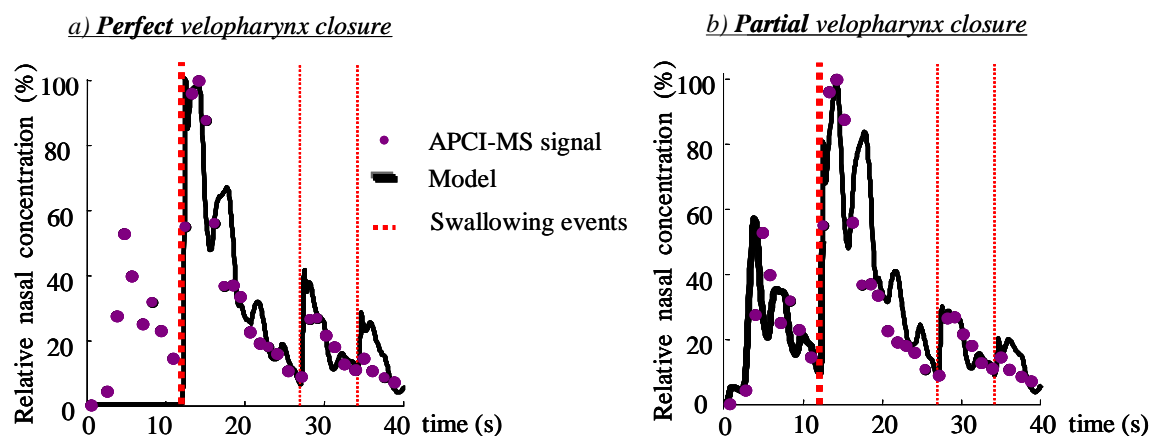 a) Perfect velopharynx closure
b) Partial velopharynx closure
Relative nasal concentration (%)
100
80
60
40
20
0
0
10
20
30
40
time (s)
APCI-MS signal
Model
Swallowing events
Relative nasal concentration (%)
100
80
60
40
20
0
0
10
20
30
40
time (s)